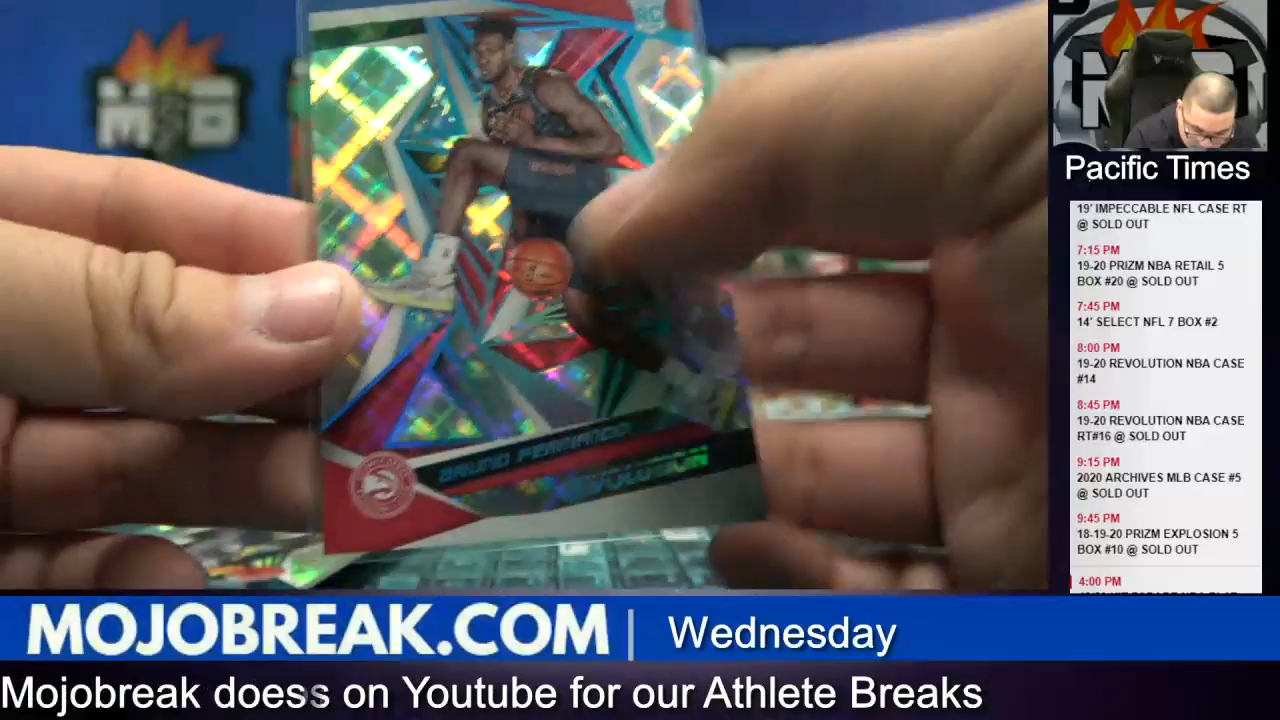 RC
BRUNO FERNANDO
Pacific Times
19' IMPECCABLE NFL CASE RT
@ SOLD OUT
7:15 PM
19-20 PRIZM NBA RETAIL 5
BOX #20 @ SOLD OUT
7:45 PM
14' SELECT NFL 7 BOX #2
8:00 PM
19-20 REVOLUTION NBA CASE
#14
8:45 PM
19-20 REVOLUTION NBA CASE
RT#16 @ SOLD OUT
9:15 PM
2020 ARCHIVES MLB CASE #5
@ SOLD OUT
9:45 PM
18-19-20 PRIZM EXPLOSION 5
BOX #10 @ SOLD OUT
4:00 PM
MOJOBREAK.COM | Wednesday
Mojobreak doess on Youtube for our Athlete Breaks